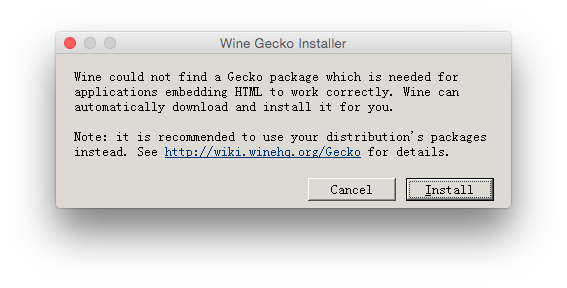 Wine Gecko Installer
Wine could not find a Gecko package which is needed for
applications embedding HTML to work correctly. Wine can
automatically download and install it for you.
Note: it is recommended to use your distribution's packages
instead. See http://wiki.winehq.org/Gecko for details.
Cancel
Install